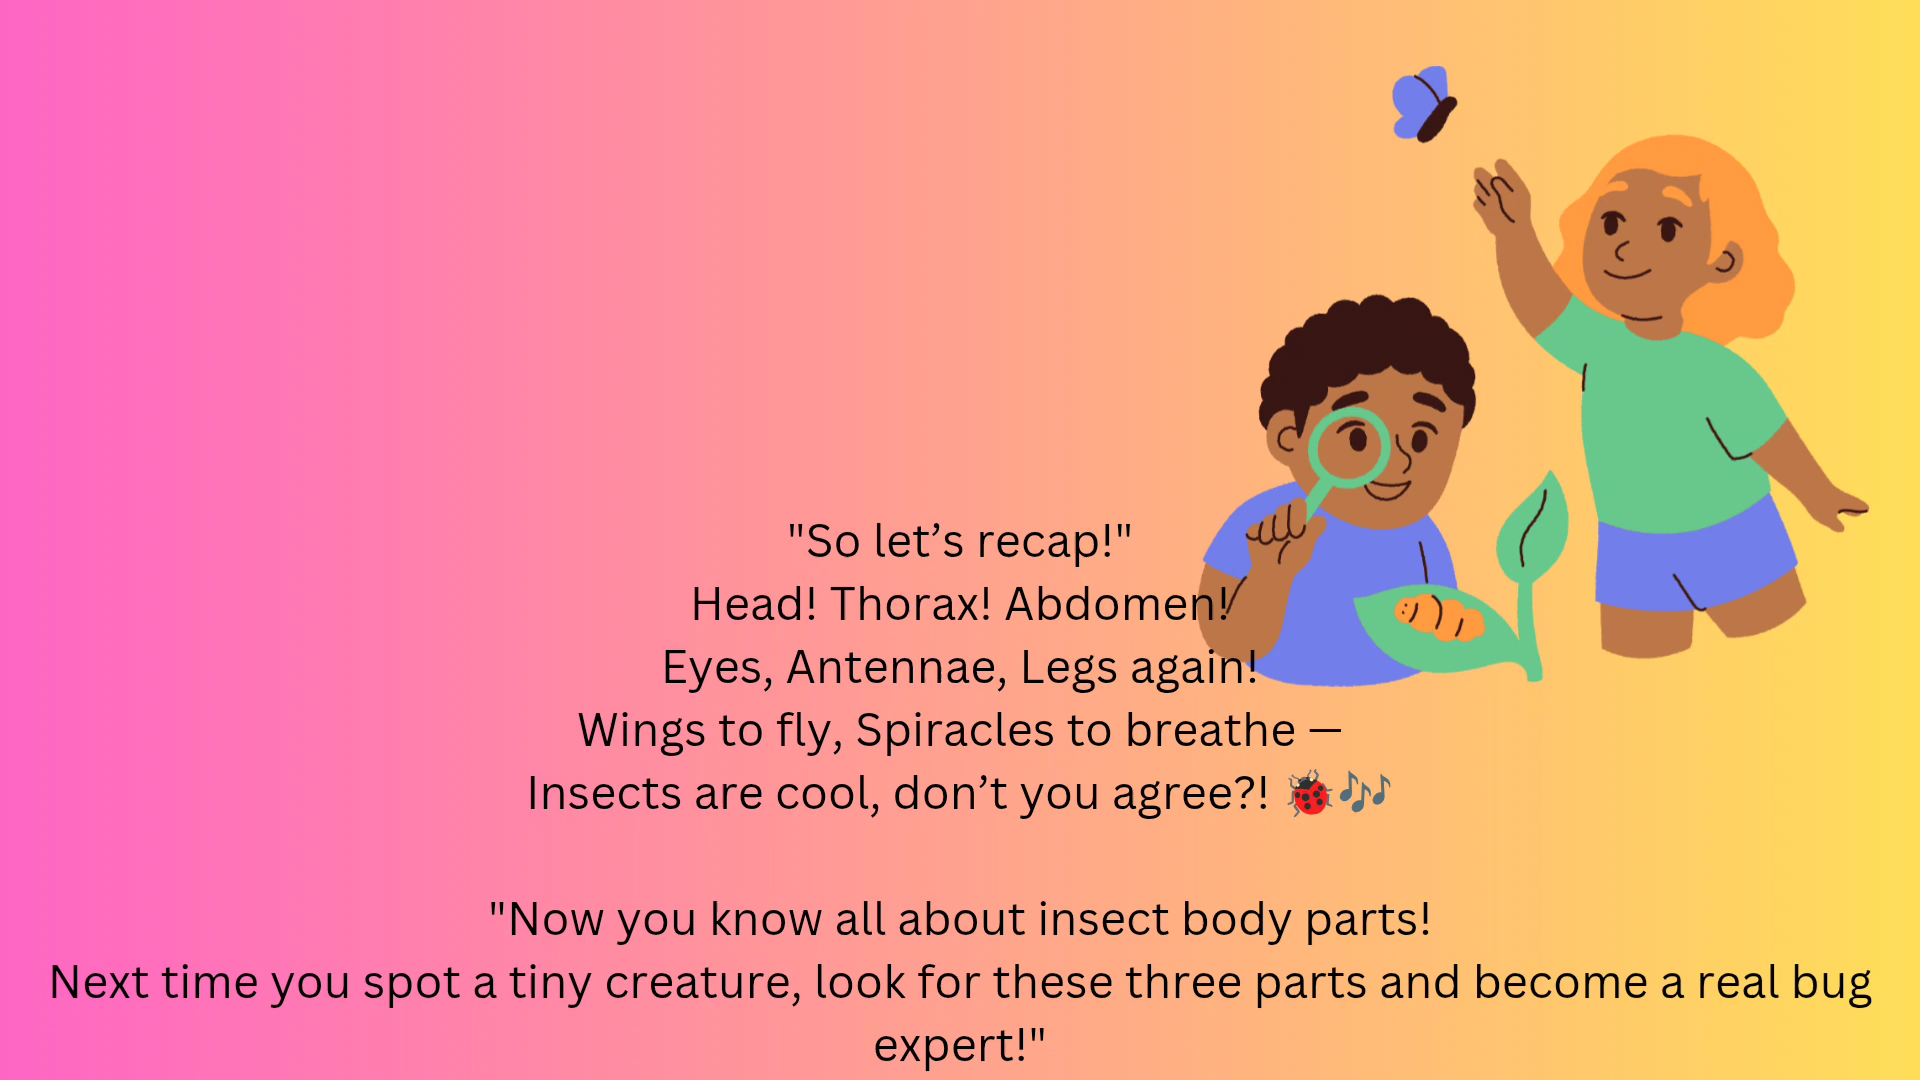 "So let’s recap!"
Head! Thorax! Abdomen!
Eyes, Antennae, Legs again!
Wings to fly, Spiracles to breathe —
Insects are cool, don’t you agree?! 🐞🎶
"Now you know all about insect body parts!
Next time you spot a tiny creature, look for these three parts and become a real bug
expert!"